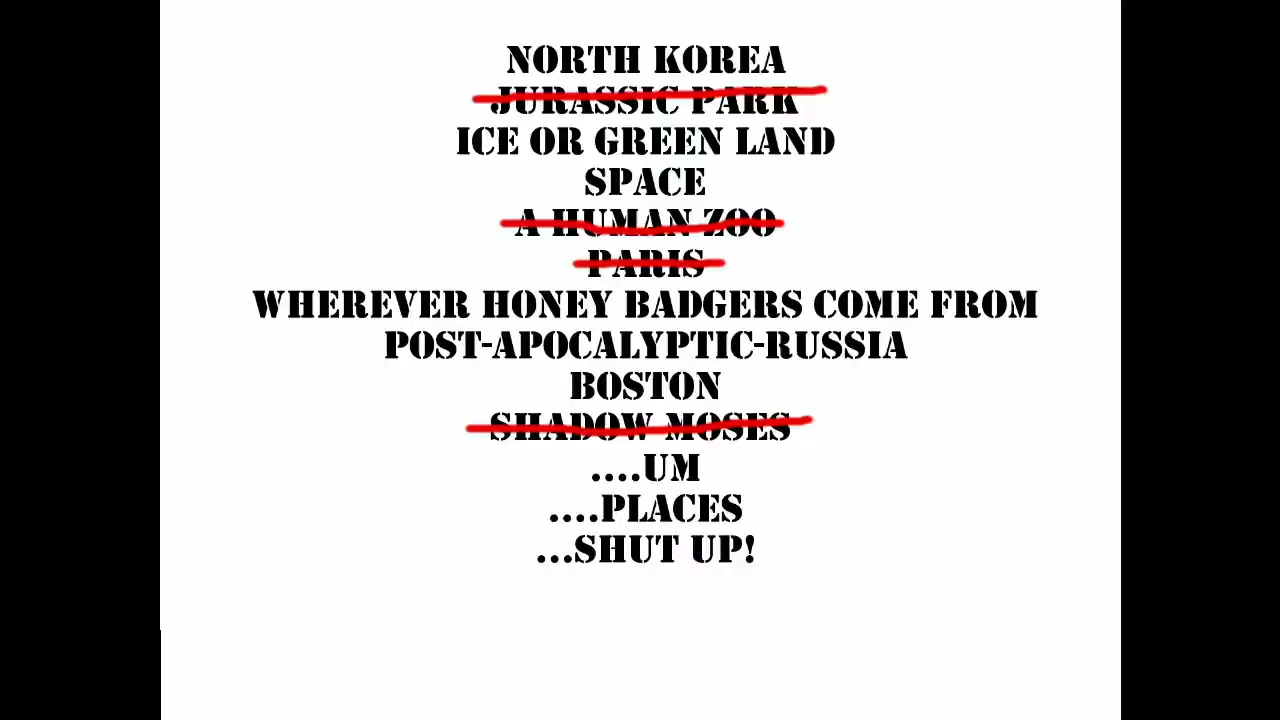 NORTH KOREA
JURASSIC PARK
ICE OR GREEN LAND
SPACE
A HUMAN ZOO
PARIS
WHEREVER HONEY BADGERS COME FROM
POST-APOCALYPTIC-RUSSIA
BOSTON
SHADOW MOSES
....UM
....PLACES
...SHUT UP!